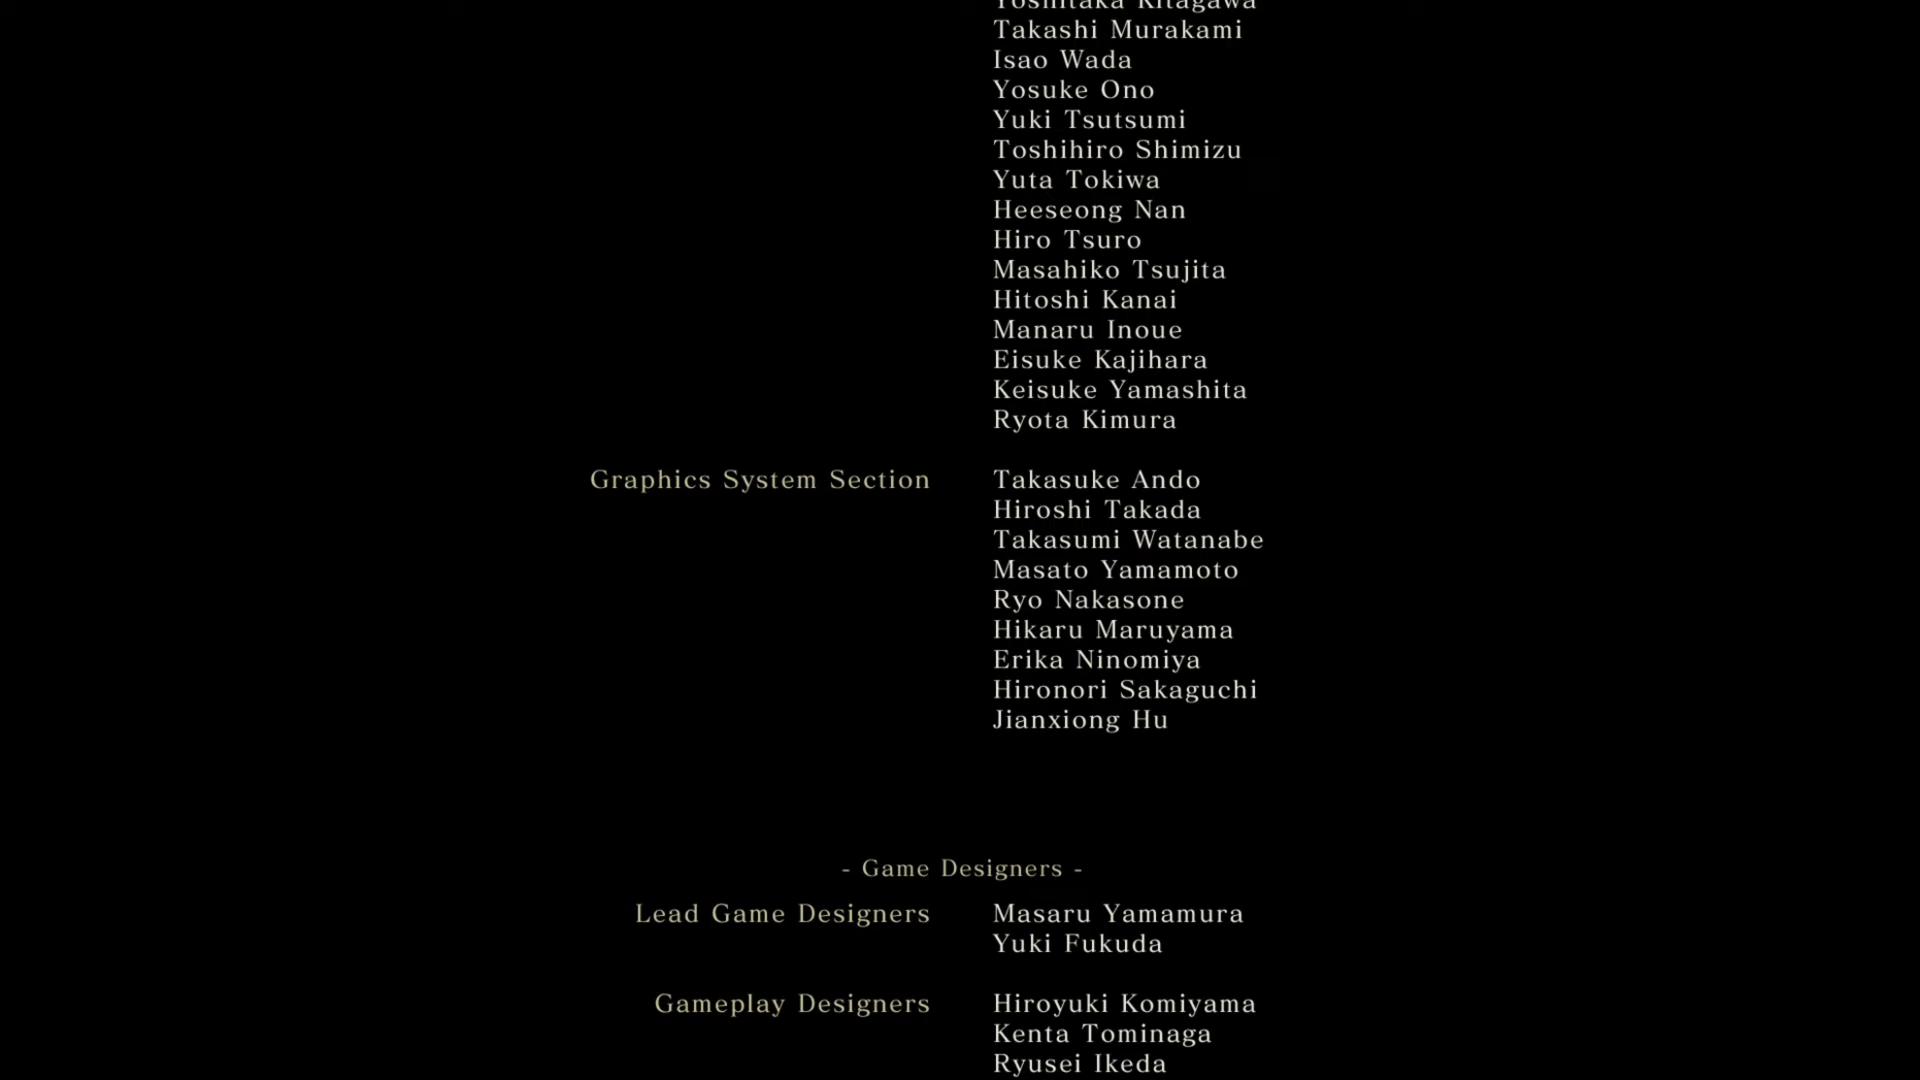 Yoshitaka Kitagawa
Takashi Murakami
Isao Wada
Yosuke Ono
Yuki Tsutsumi
Toshihiro Shimizu
Yuta Tokiwa
Heeseong Nan
Hiro Tsuro
Masahiko Tsujita
Hitoshi Kanai
Manaru Inoue
Eisuke Kajihara
Keisuke Yamashita
Ryota Kimura
Graphics System Section Takasuke Ando
Hiroshi Takada
Takasumi Watanabe
Masato Yamamoto
Ryo Nakasone
Hikaru Maruyama
Erika Ninomiya
Hironori Sakaguchi
Jianxiong Hu
- Game Designers -
Lead Game Designers Masaru Yamamura
Yuki Fukuda
Gameplay Designers Hiroyuki Komiyama
Kenta Tominaga
Ryusei Ikeda